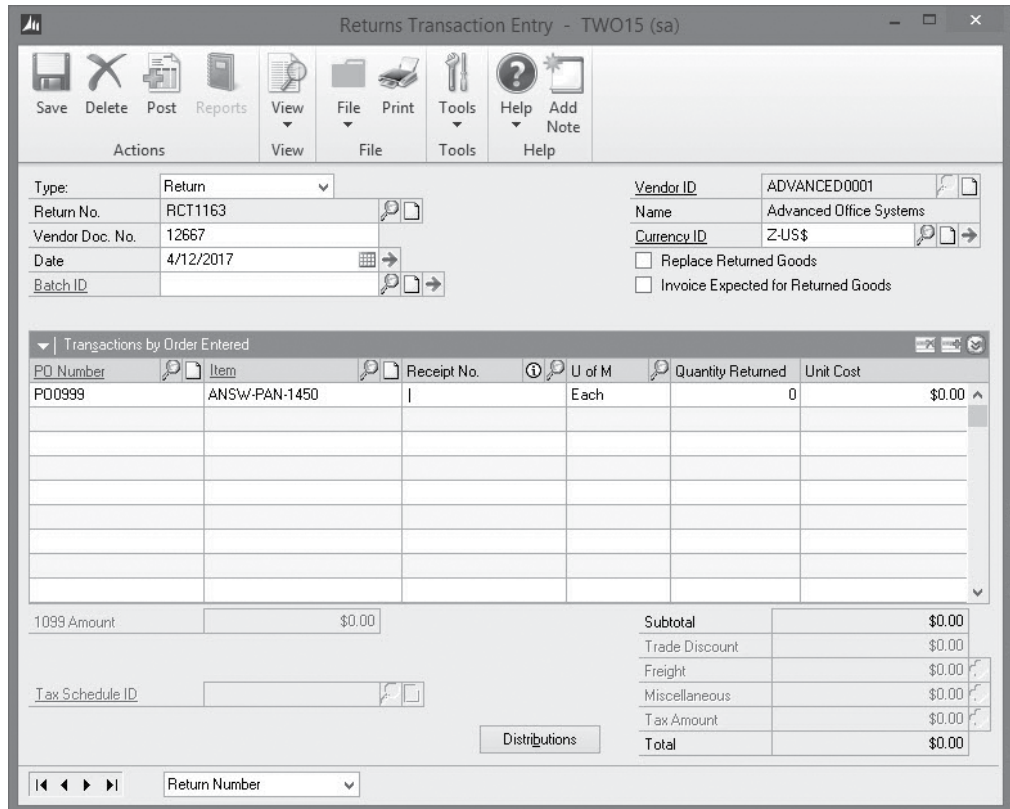 Returns Transaction Entry - TWO15 (sa)
Save Delete Post Reports View File Print Tools Help Add Note
Actions View File Tools Help
Type: Return
Return No. RCT1163
Vendor Doc. No. 12667
Date 4/12/2017
Batch ID
Vendor ID ADVANCED0001
Name Advanced Office Systems
Currency ID Z-US$
Replace Returned Goods
Invoice Expected for Returned Goods
Transactions by Order Entered
PO Number Item Receipt No. U of M Quantity Returned Unit Cost
PO0999 ANSW-PAN-1450 Each 0 $0.00
1099 Amount $0.00
Tax Schedule ID
Subtotal $0.00
Trade Discount $0.00
Freight $0.00
Miscellaneous $0.00
Tax Amount $0.00
Distributions
Total $0.00
Return Number